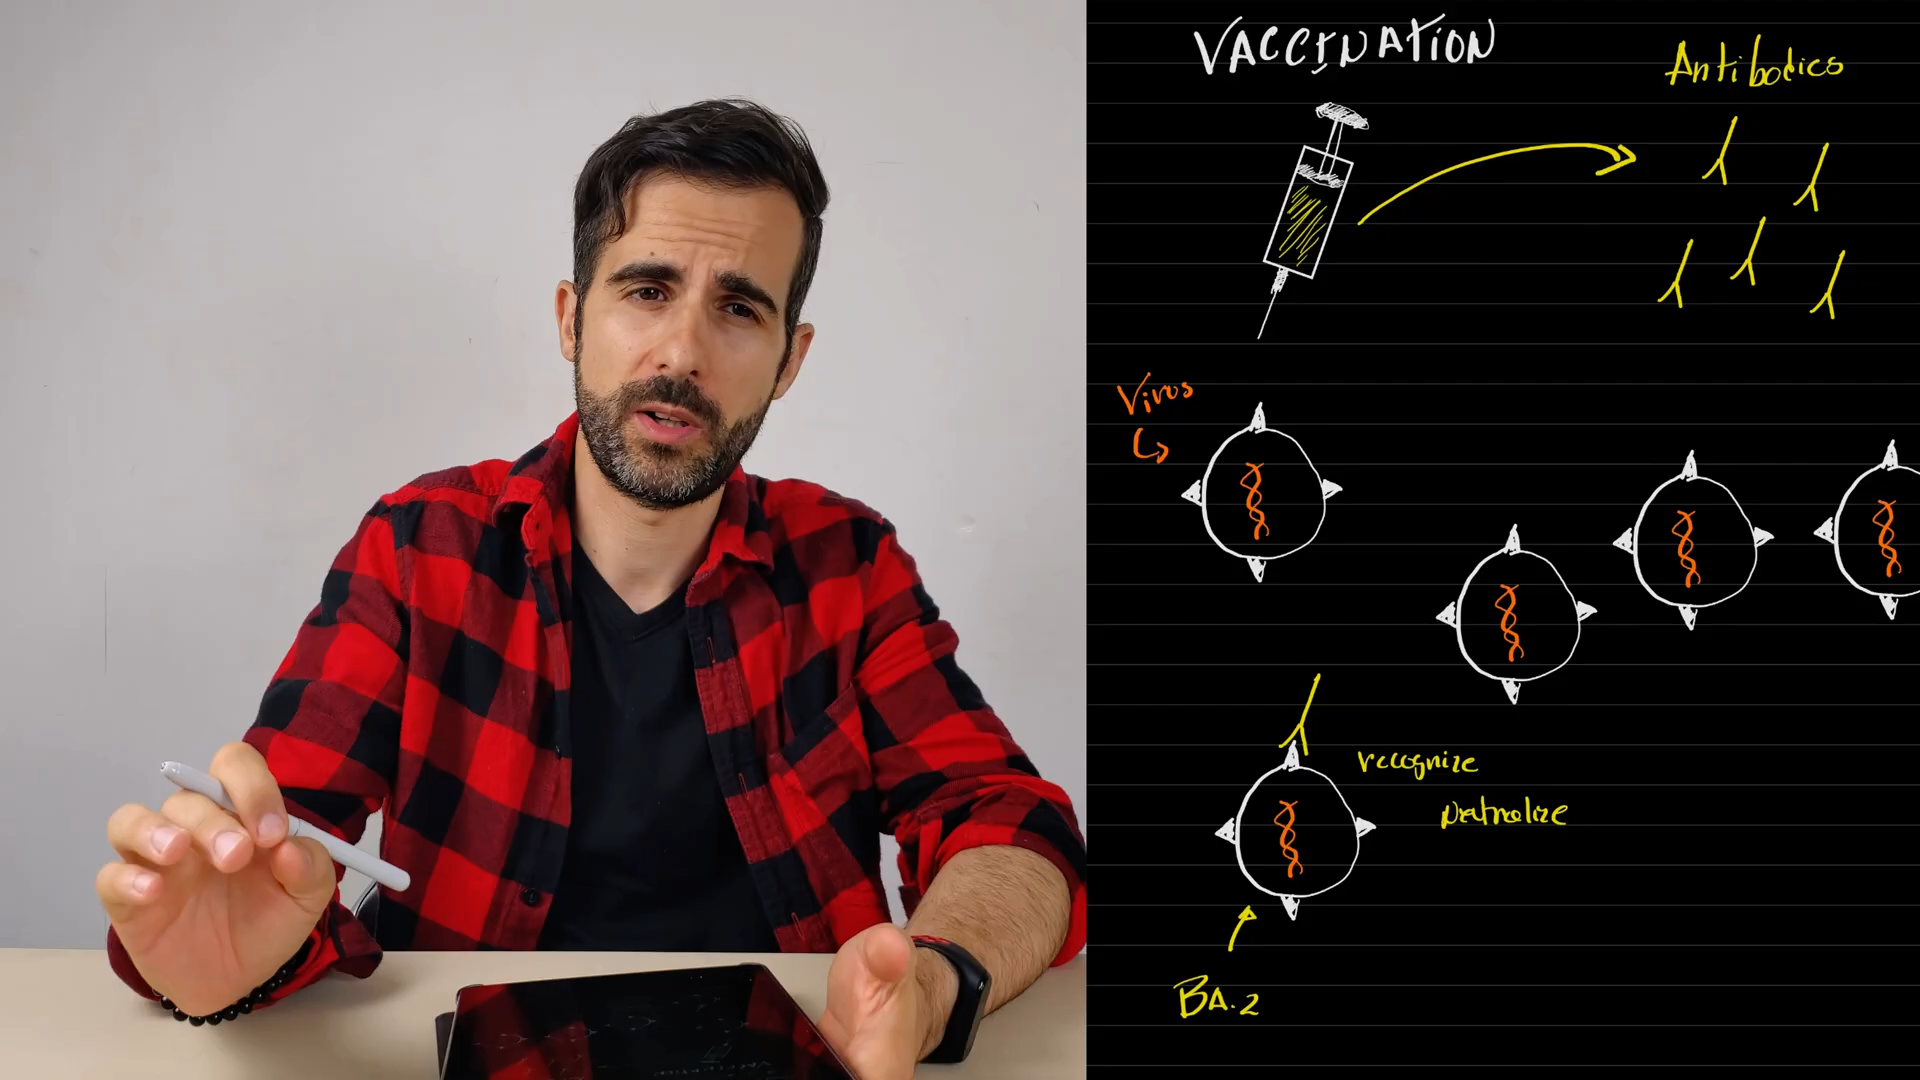 VACCINATION
Antibodies
Virus
recognize
neutralize
BA.2